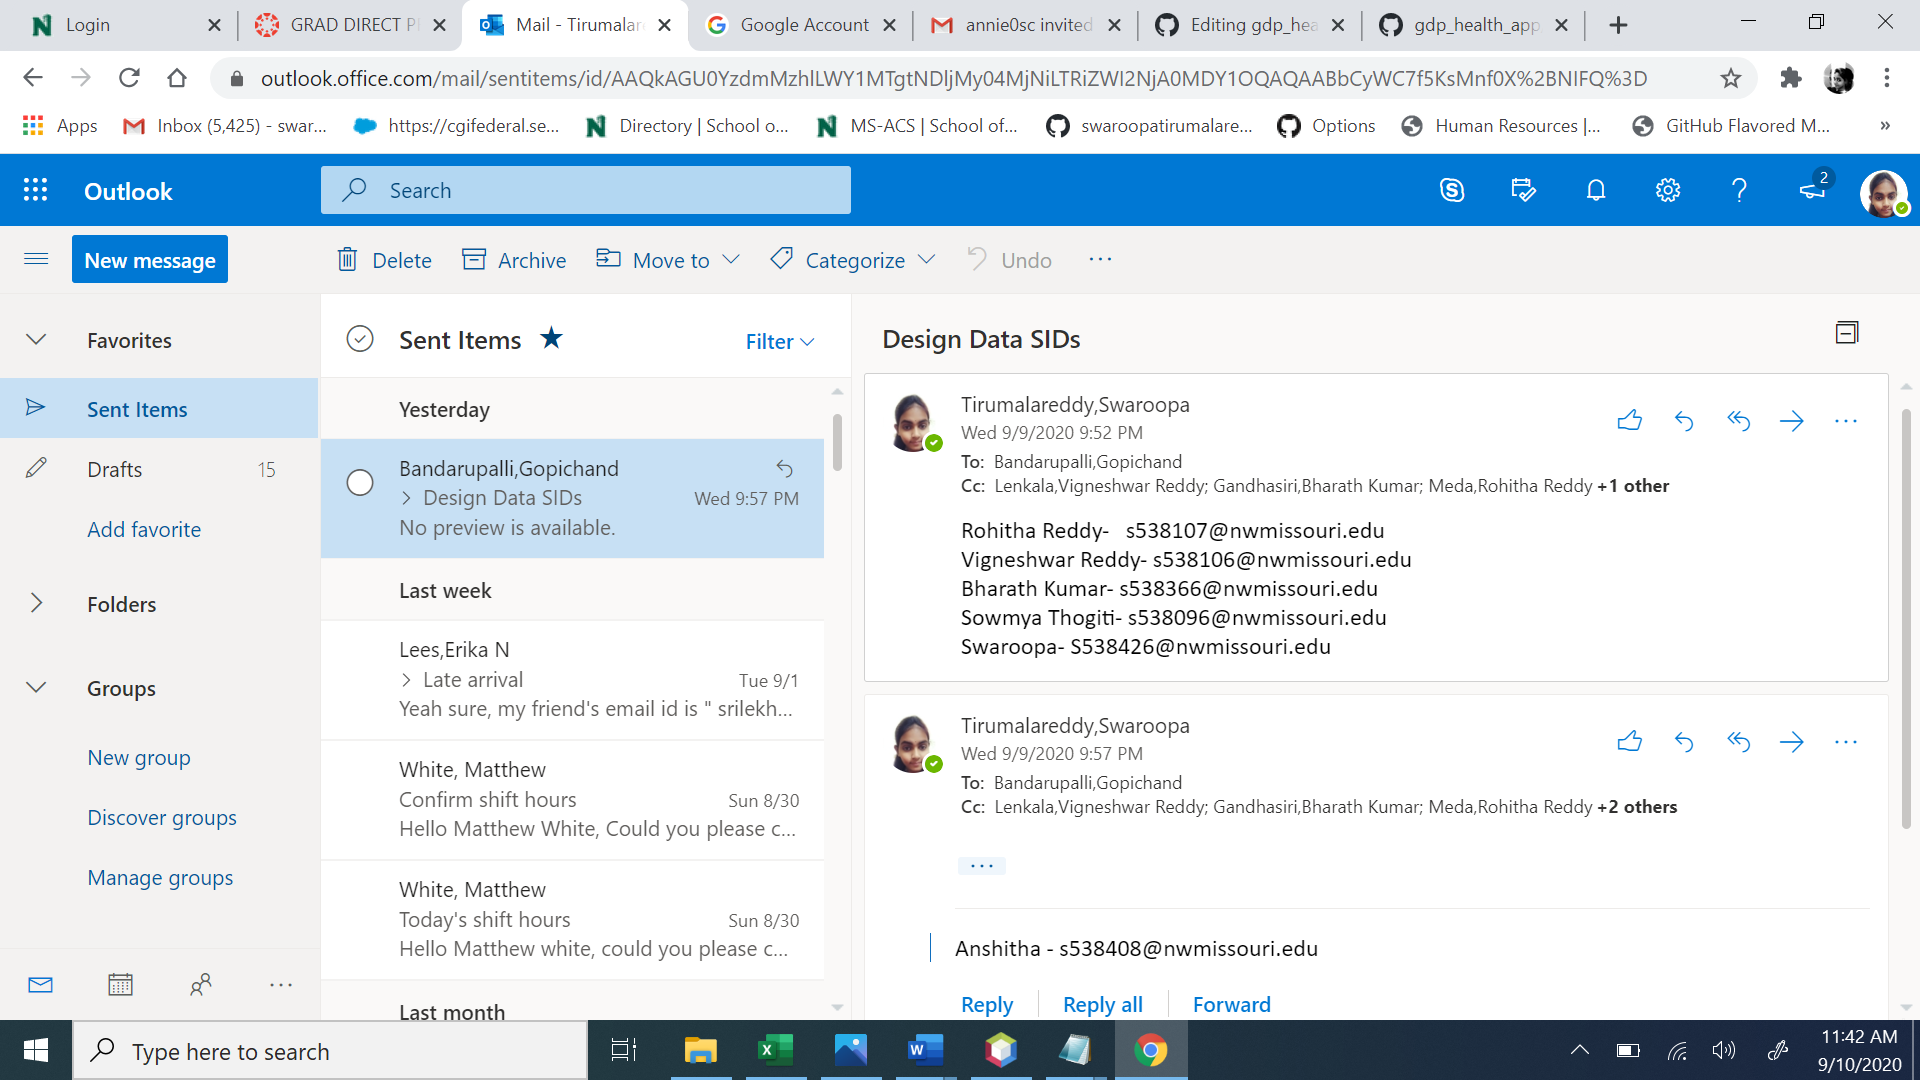 Login
GRAD DIRECT P
Mail - Tirumalar
Google Account
annie0sc invited
Editing gdp_hea
gdp_health_app
outlook.office.com/mail/sentitems/id/AAQkAGU0YzdmMzhlLWY1MTgtNDljMy04MjNiLTRiZWI2NjA0MDY1OQAQAABbCyWC7f5KsMnf0X%2BNIFQ%3D
Apps
Inbox (5,425) - swar...
https://cgifederal.se...
Directory | School o...
MS-ACS | School of...
swaroopatirumalare...
Options
Human Resources |...
GitHub Flavored M...
»
Outlook
Search
2
New message
Delete
Archive
Move to
Categorize
Undo
Favorites
Sent Items
Drafts 15
Add favorite
Folders
Groups
New group
Discover groups
Manage groups
Sent Items
Filter
Yesterday
Bandarupalli,Gopichand
Design Data SIDs Wed 9:57 PM
No preview is available.
Last week
Lees,Erika N
Late arrival Tue 9/1
Yeah sure, my friend's email id is " srilekh...
White, Matthew
Confirm shift hours Sun 8/30
Hello Matthew White, Could you please c...
White, Matthew
Today's shift hours Sun 8/30
Hello Matthew white, could you please c...
Last month
Design Data SIDs
Tirumalareddy,Swaroopa
Wed 9/9/2020 9:52 PM
To: Bandarupalli,Gopichand
Cc: Lenkala,Vigneshwar Reddy; Gandhasiri,Bharath Kumar; Meda,Rohitha Reddy +1 other
Rohitha Reddy- s538107@nwmissouri.edu
Vigneshwar Reddy- s538106@nwmissouri.edu
Bharath Kumar- s538366@nwmissouri.edu
Sowmya Thogiti- s538096@nwmissouri.edu
Swaroopa- S538426@nwmissouri.edu
Tirumalareddy,Swaroopa
Wed 9/9/2020 9:57 PM
To: Bandarupalli,Gopichand
Cc: Lenkala,Vigneshwar Reddy; Gandhasiri,Bharath Kumar; Meda,Rohitha Reddy +2 others
...
Anshitha - s538408@nwmissouri.edu
Reply
Reply all
Forward
Type here to search
11:42 AM
9/10/2020